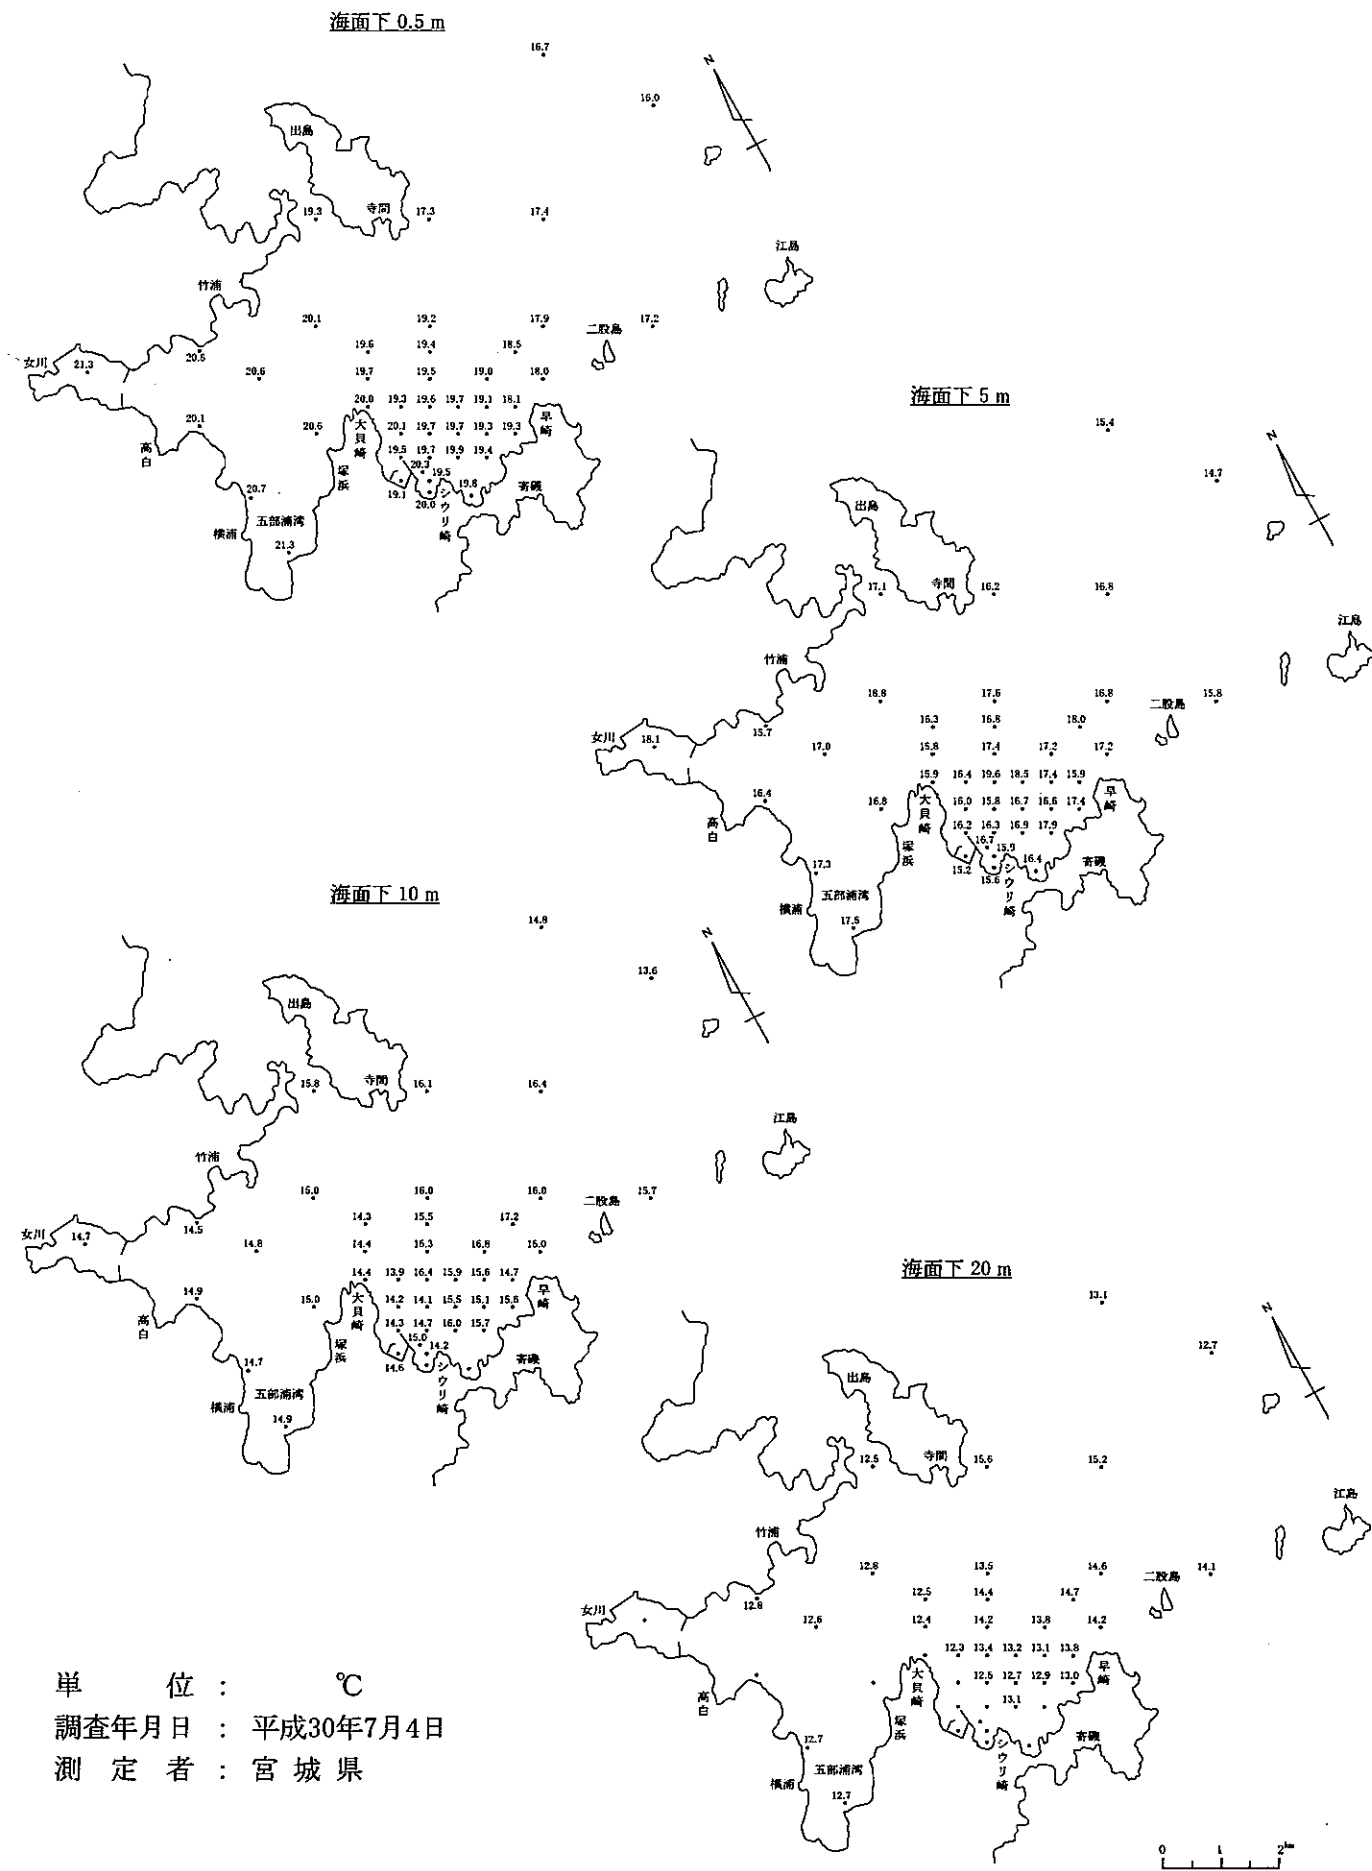 海面下 0.5 m
16.7
N
16.0
出島
寺間
19.3 17.3 17.4
江島
竹浦
20.1 19.2 17.9 二股島 17.2
女川 21.3 20.5 19.6 19.4 18.5
20.6 19.7 19.5 19.0 18.0
20.0 19.3 19.6 19.7 19.1 18.1
高白 20.1 20.6 大貝崎 20.1 19.7 19.7 19.3 19.3 早崎
塚浜 19.5 19.7 19.9 19.4
20.3 19.5
19.1 20.0 シウリ崎 19.8 寄磯
20.7
横浦 五部浦湾
21.3
海面下 5 m
15.4
N
14.7
出島
寺間
17.1 16.2 16.8
江島
竹浦
18.8 17.6 16.8 二股島 15.8
女川 18.1 15.7 16.3 16.8 18.0
17.0 15.8 17.4 17.2 17.2
15.9 16.4 19.6 18.5 17.4 15.9
高白 16.4 16.8 大貝崎 16.0 15.8 16.7 16.6 17.4 早崎
塚浜 16.2 16.3 16.9 17.9
16.7 15.9
15.2 15.6 シウリ崎 16.4 寄磯
17.3
横浦 五部浦湾
17.5
海面下 10 m
14.8
N
13.6
出島
寺間
15.8 16.1 16.4
江島
竹浦
15.0 16.0 16.0 二股島 15.7
女川 14.7 14.5 14.3 15.5 17.2
14.8 14.4 15.3 16.8 15.0
14.4 13.9 16.4 15.9 15.6 14.7
高白 14.9 15.0 大貝崎 14.2 14.1 15.5 15.1 15.6 早崎
塚浜 14.3 14.7 16.0 15.7
15.0 14.2
14.6 シウリ崎 寄磯
14.7
横浦 五部浦湾
14.9
海面下 20 m
13.1
N
12.7
出島
寺間
12.5 15.6 15.2
江島
竹浦
12.8 13.5 14.6 二股島 14.1
女川 12.8 12.5 14.4 14.7
12.6 12.4 14.2 13.8 14.2
12.3 13.4 13.2 13.1 13.8
高白 大貝崎 12.5 12.7 12.9 13.0 早崎
塚浜 13.1
シウリ崎 寄磯
12.7
横浦 五部浦湾
12.7
単 位 : ℃
調査年月日 : 平成30年7月4日
測 定 者 : 宮 城 県
0 1 2km